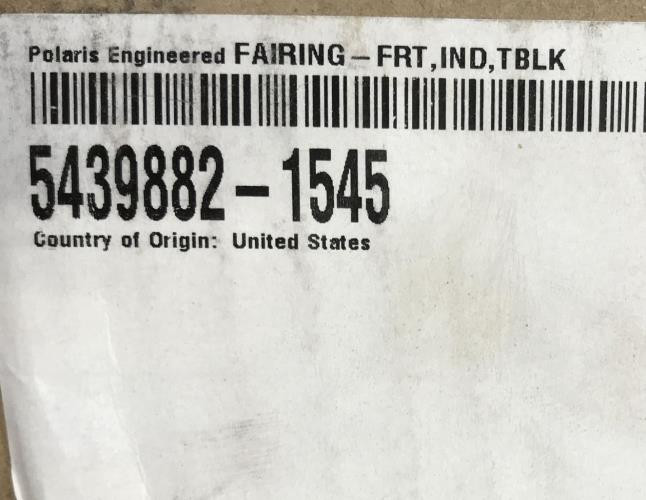 Polaris Engineered FAIRING – FRT,IND,TBLK
5439882-1545
Country of Origin: United States